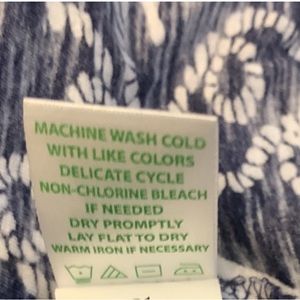 MACHINE WASH COLD
WITH LIKE COLORS
DELICATE CYCLE
NON-CHLORINE BLEACH
IF NEEDED
DRY PROMPTLY
LAY FLAT TO DRY
WARM IRON IF NECESSARY